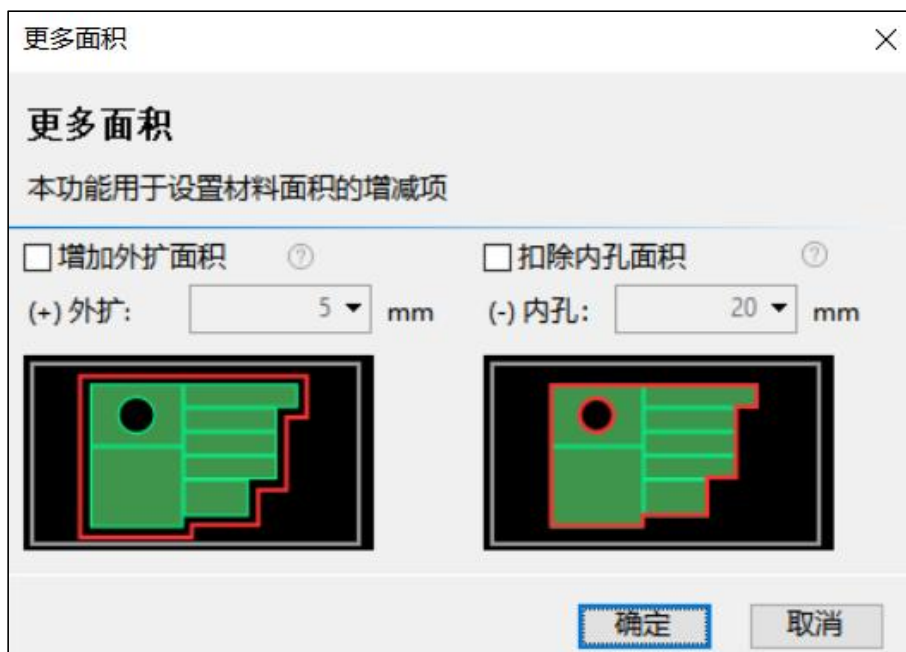 更多面积
更多面积
本功能用于设置材料面积的增减项
增加外扩面积 ?
扣除内孔面积 ?
(+) 外扩: 5 mm
(-) 内孔: 20 mm
确定 取消